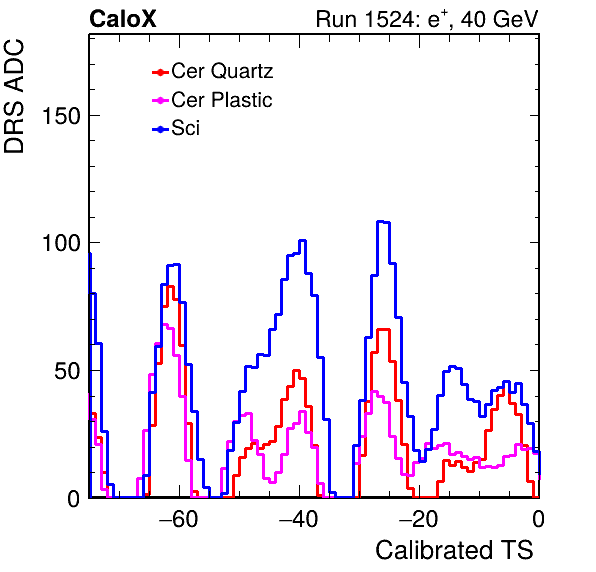 CaloX Run 1524: e⁺, 40 GeV
DRS ADC
Cer Quartz
Cer Plastic
Sci
150
100
50
0
−60 −40 −20 0
Calibrated TS